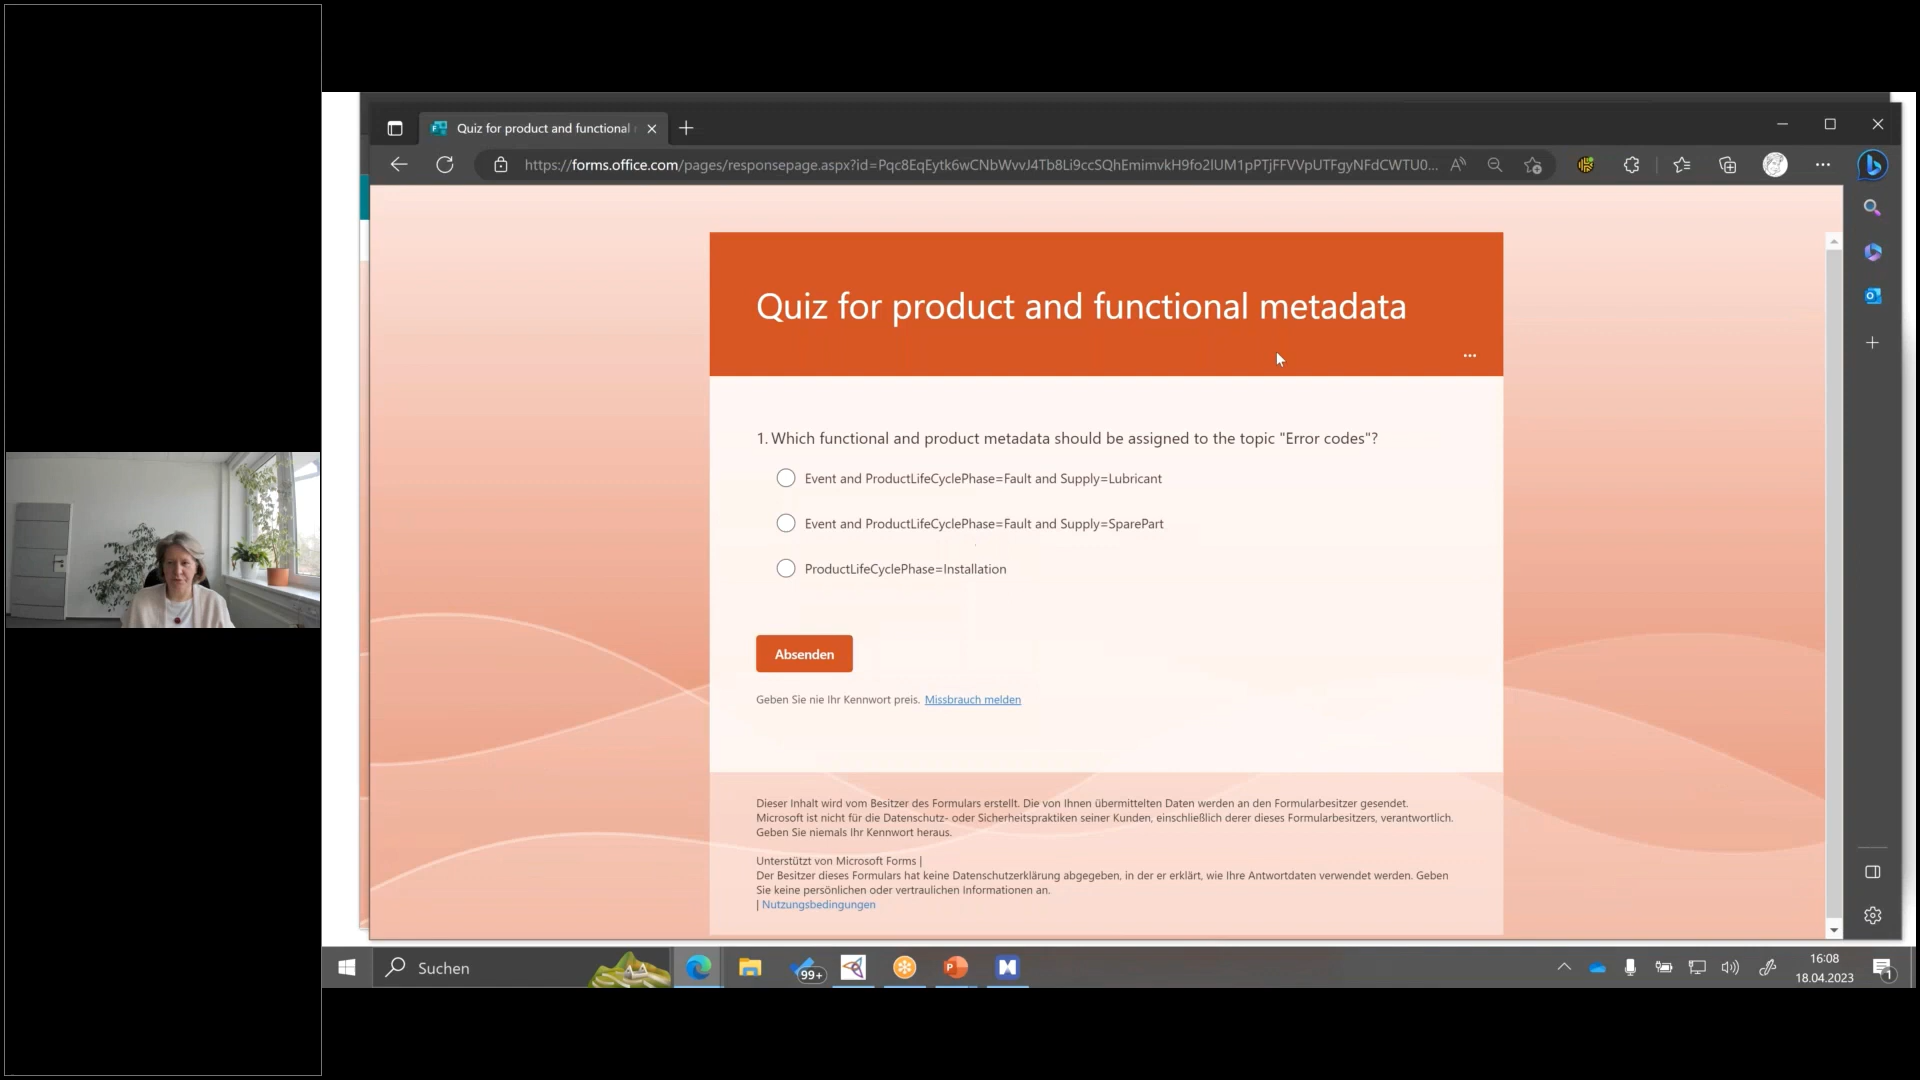 Quiz for product and functional
https://forms.office.com/pages/responsepage.aspx?id=Pqc8EqEytk6wCNbWvvJ4Tb8Li9ccSQhEmimvkH9fo2lUM1pPTjFFVVpUTFgyNFdCWTU0...
Quiz for product and functional metadata
1. Which functional and product metadata should be assigned to the topic "Error codes"?
Event and ProductLifeCyclePhase=Fault and Supply=Lubricant
Event and ProductLifeCyclePhase=Fault and Supply=SparePart
ProductLifeCyclePhase=Installation
Absenden
Geben Sie nie Ihr Kennwort preis. Missbrauch melden
Dieser Inhalt wird vom Besitzer des Formulars erstellt. Die von Ihnen übermittelten Daten werden an den Formularbesitzer gesendet.
Microsoft ist nicht für die Datenschutz- oder Sicherheitspraktiken seiner Kunden, einschließlich derer dieses Formularbesitzers, verantwortlich.
Geben Sie niemals Ihr Kennwort heraus.
Unterstützt von Microsoft Forms |
Der Besitzer dieses Formulars hat keine Datenschutzerklärung abgegeben, in der er erklärt, wie Ihre Antwortdaten verwendet werden. Geben
Sie keine persönlichen oder vertraulichen Informationen an.
| Nutzungsbedingungen
Suchen
99+
16:08
18.04.2023
1